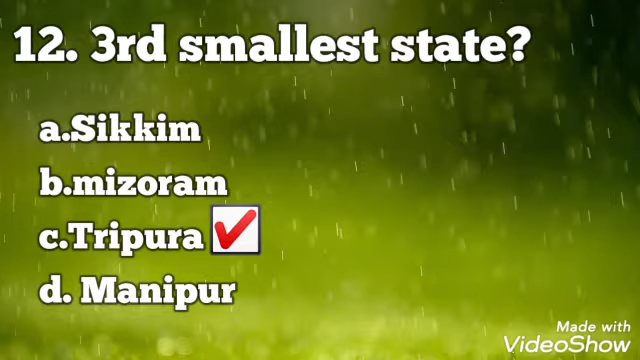 12. 3rd smallest state?
a.Sikkim
b.mizoram
c.Tripura
d. Manipur
Made with
VideoShow